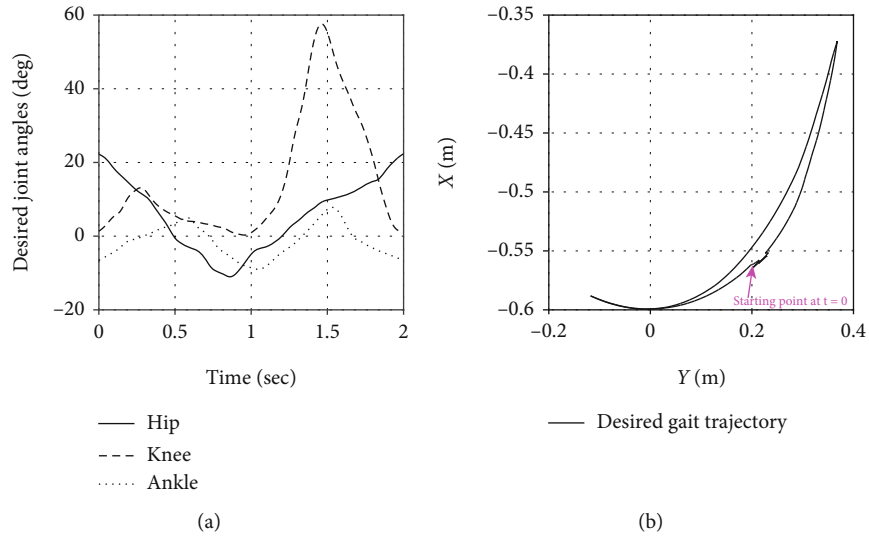 60
40
20
0
−20
Desired joint angles (deg)
0
0.5
1
1.5
2
Time (sec)
Hip
Knee
Ankle
(a)
−0.35
−0.4
−0.45
−0.5
−0.55
−0.6
X (m)
Starting point at t = 0
−0.2
0
0.2
0.4
Y (m)
Desired gait trajectory
(b)